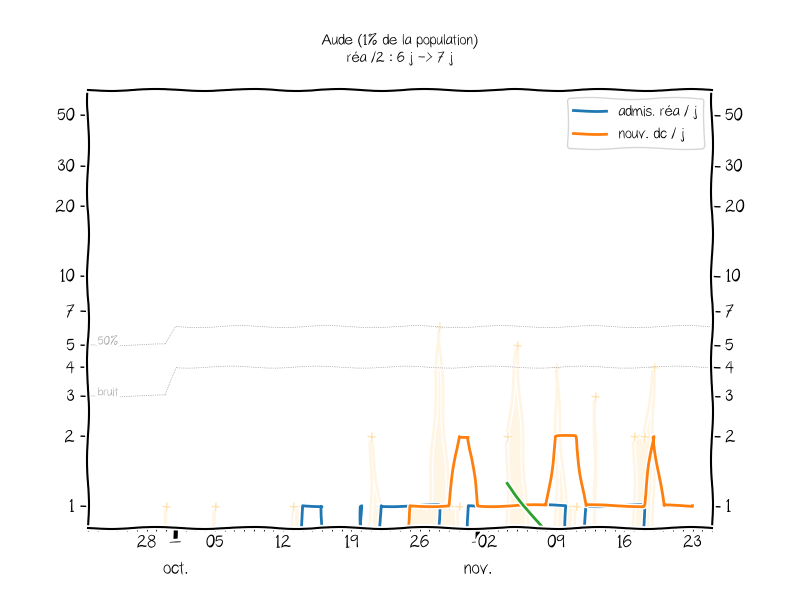 Aude (1% de la population)
réa /2 : 6 j -> 7 j
admis. réa / j
nouv. dc / j
50 50
30 30
20 20
10 10
7 7
50%
5 5
4 4
bruit
3 3
2 2
1 1
28 05 12 19 26 02 09 16 23
oct. nov.